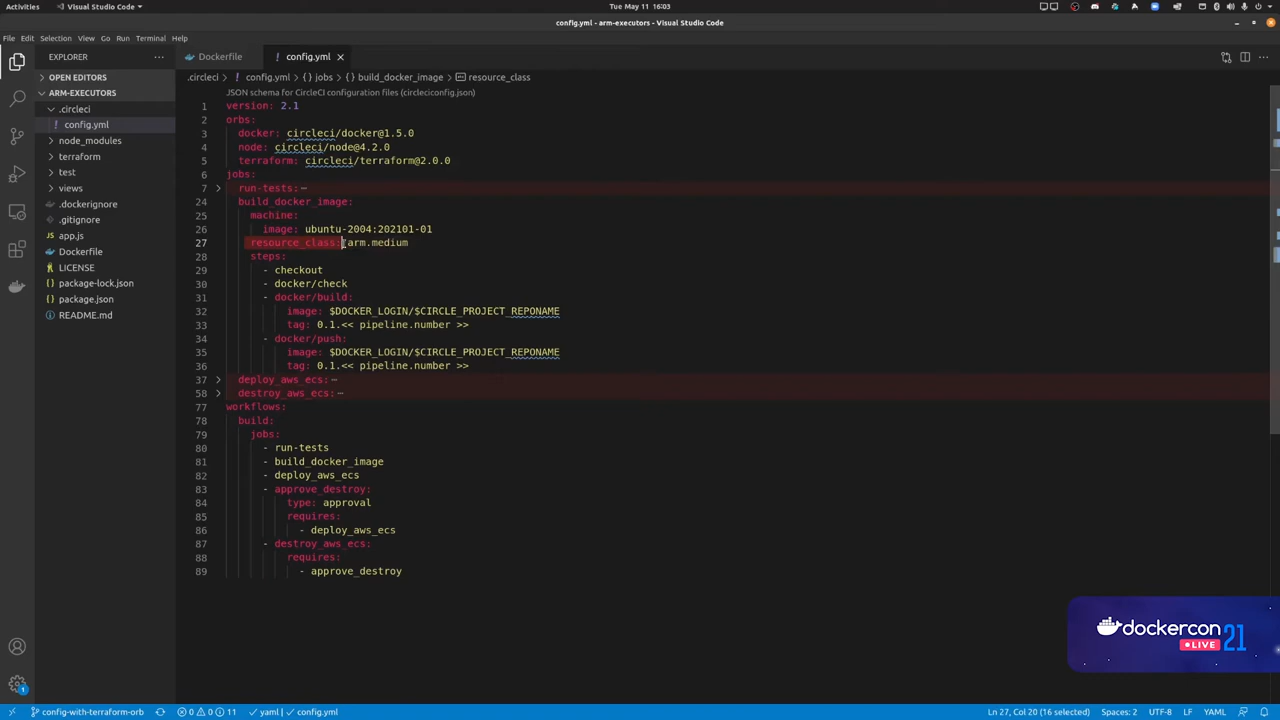 Activities
Visual Studio Code
Tue May 11 16:03
config.yml - arm-executors - Visual Studio Code
File Edit Selection View Go Run Terminal Help
EXPLORER
Dockerfile
config.yml
OPEN EDITORS
ARM-EXECUTORS
.circleci
config.yml
node_modules
terraform
test
views
.dockerignore
.gitignore
app.js
Dockerfile
LICENSE
package-lock.json
package.json
README.md
.circleci > ! config.yml > {} jobs > {} build_docker_image > resource_class
JSON schema for CircleCI configuration files (circleciconfig.json)
1 version: 2.1
2 orbs:
3 docker: circleci/docker@1.5.0
4 node: circleci/node@4.2.0
5 terraform: circleci/terraform@2.0.0
6 jobs:
7 run-tests:
24 build_docker_image:
25 machine:
26 image: ubuntu-2004:202101-01
27 resource_class: arm.medium
28 steps:
29 - checkout
30 - docker/check
31 - docker/build:
32 image: $DOCKER_LOGIN/$CIRCLE_PROJECT_REPONAME
33 tag: 0.1.<< pipeline.number >>
34 - docker/push:
35 image: $DOCKER_LOGIN/$CIRCLE_PROJECT_REPONAME
36 tag: 0.1.<< pipeline.number >>
37 deploy_aws_ecs:
58 destroy_aws_ecs:
77 workflows:
78 build:
79 jobs:
80 - run-tests
81 - build_docker_image
82 - deploy_aws_ecs
83 - approve_destroy:
84 type: approval
85 requires:
86 - deploy_aws_ecs
87 - destroy_aws_ecs:
88 requires:
89 - approve_destroy
dockercon
LIVE
21
1
config-with-terraform-orb
0 0 11
yaml
config.yml
Ln 27, Col 20 (16 selected)
Spaces: 2
UTF-8
LF
YAML